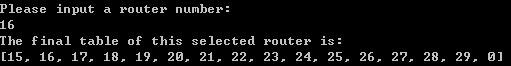 Please input a router number:
16
The final table of this selected router is:
[15, 16, 17, 18, 19, 20, 21, 22, 23, 24, 25, 26, 27, 28, 29, 0]